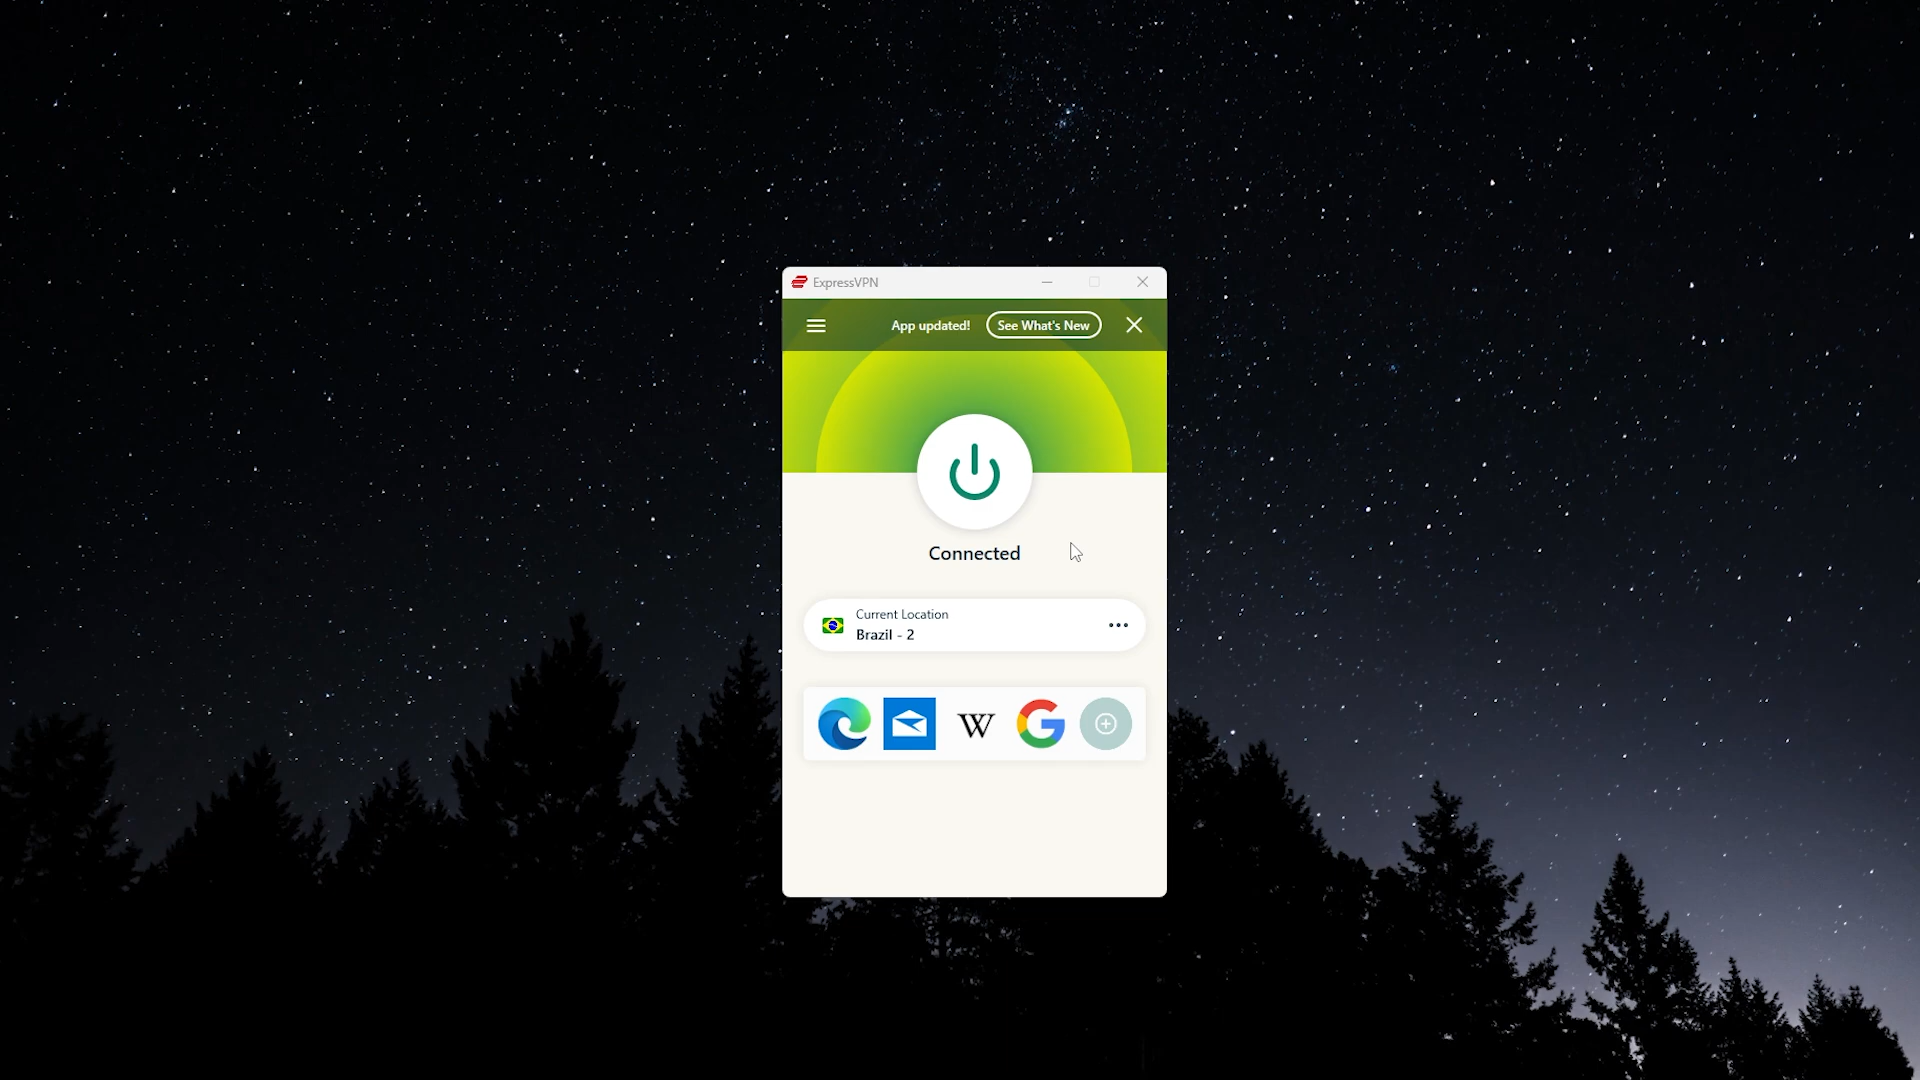 ExpressVPN
App updated!
See What's New
Connected
Current Location
Brazil - 2